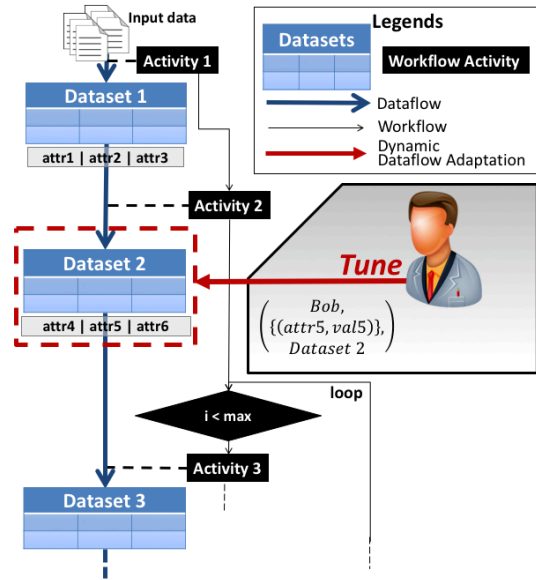 Input data
Activity 1
Dataset 1
attr1 | attr2 | attr3
Activity 2
Dataset 2
attr4 | attr5 | attr6
i < max
loop
Activity 3
Dataset 3
Legends
Datasets
Workflow Activity
Dataflow
Workflow
Dynamic
Dataflow Adaptation
Tune
Bob,
{(attr5, val5)},
Dataset 2